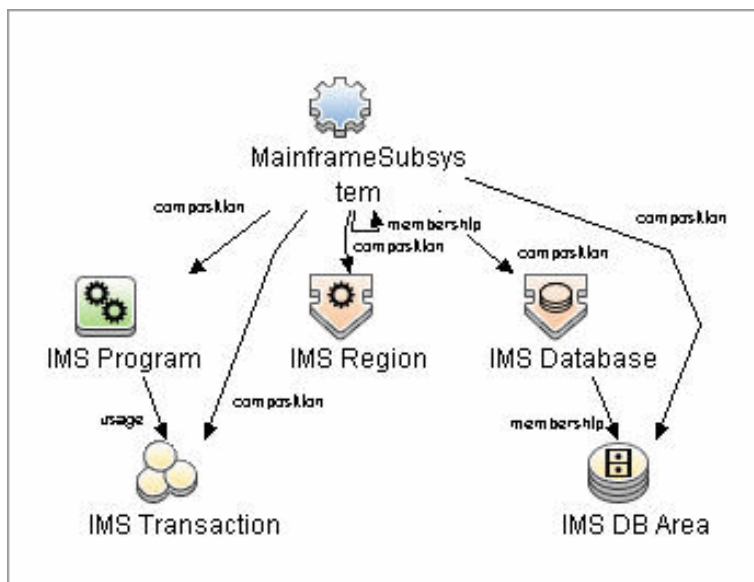 MainframeSubsys
tem
composition
composition
membership
composition
composition
IMS Program
IMS Region
IMS Database
usage
composition
membership
IMS Transaction
IMS DB Area